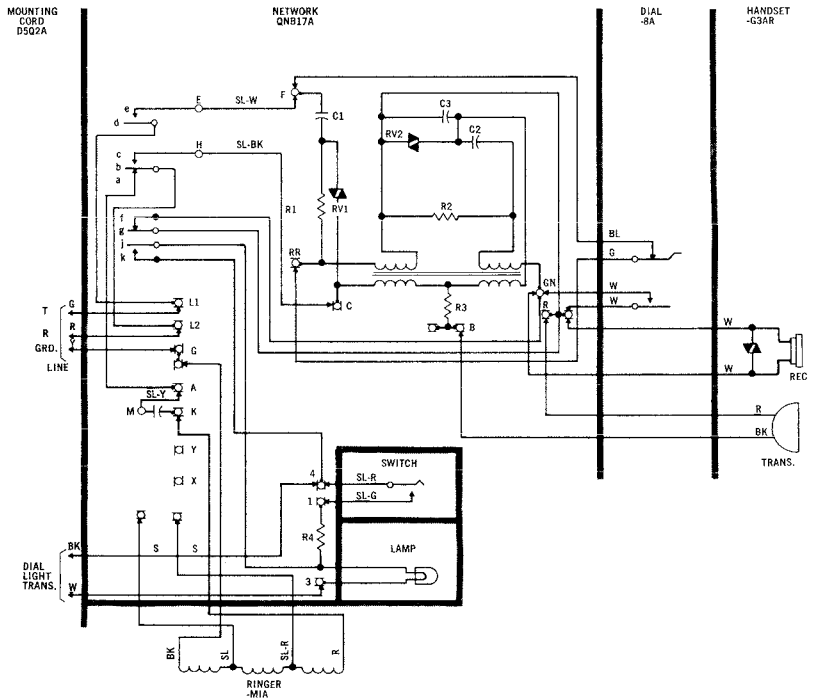 MOUNTING
CORD
D5Q2A
NETWORK
QNB17A
DIAL
-8A
HANDSET
-G3AR
e
E
SL-W
F
d
C1
C3
RV2
C2
c
H
SL-BK
b
a
R1
RV1
R2
f
g
j
k
RR
BL
G
GN
W
W
R
C
R3
B
T
G
L1
R
R
L2
GRD.
Y
G
LINE
W
W
REC
A
SL-Y
M
K
R
BK
TRANS.
Y
X
SWITCH
4
SL-R
1
SL-G
R4
LAMP
BK
S
S
DIAL
LIGHT
TRANS.
W
3
BK
SL
SL-R
R
RINGER
-M1A